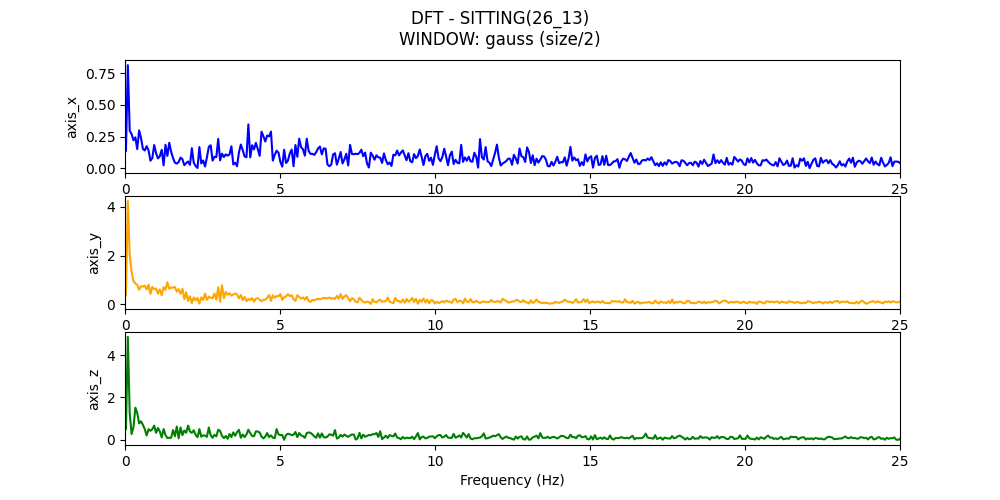 DFT - SITTING(26_13)
WINDOW: gauss (size/2)
0.75
0.50
0.25
0.00
axis_x
0 5 10 15 20 25
4
2
0
axis_y
0 5 10 15 20 25
4
2
0
axis_z
0 5 10 15 20 25
Frequency (Hz)